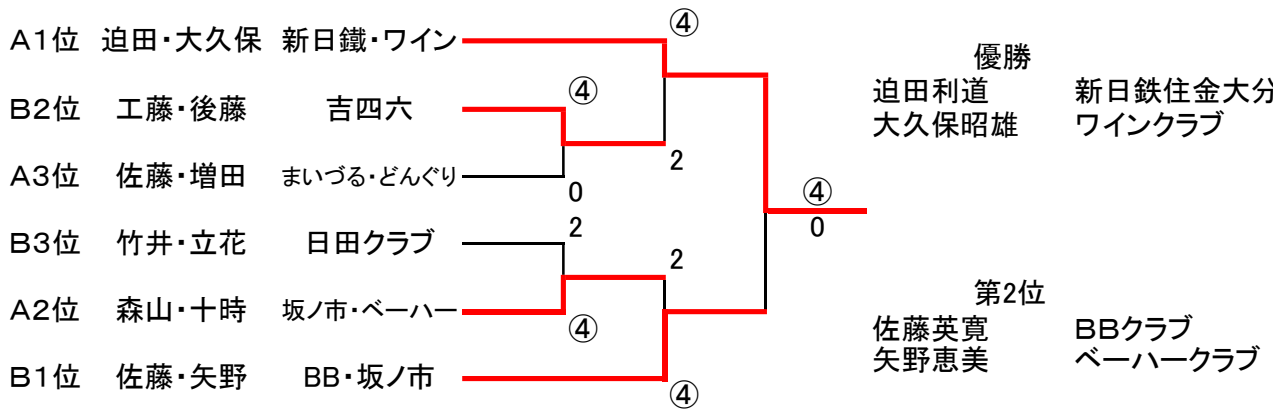 A1位 迫田・大久保 新日鐵・ワイン
④
B2位 工藤・後藤 吉四六
④
2
A3位 佐藤・増田 まいづる・どんぐり
0
④
0
B3位 竹井・立花 日田クラブ
2
2
A2位 森山・十時 坂ノ市・ベーハー
④
B1位 佐藤・矢野 BB・坂ノ市
④
優勝
迫田利道 新日鉄住金大分
大久保昭雄 ワインクラブ
第2位
佐藤英寛 BBクラブ
矢野恵美 ベーハークラブ